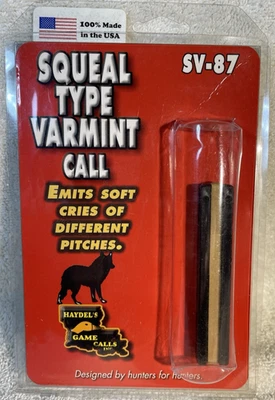 100% Made
in the USA
SQUEAL
TYPE
VARMINT
CALL
SV-87
EMITS SOFT
CRIES OF
DIFFERENT
PITCHES.
HAYDEL'S
GAME
CALLS
INC
Designed by hunters for hunters